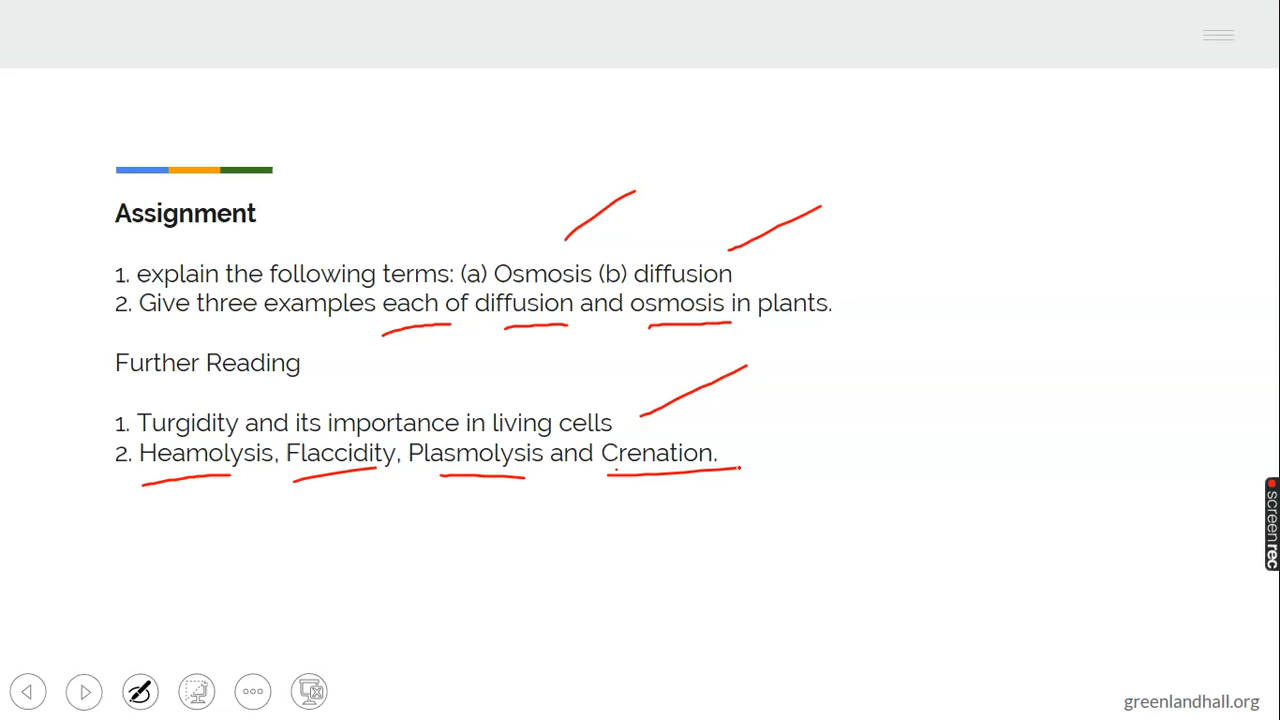 Assignment
1. explain the following terms: (a) Osmosis (b) diffusion
2. Give three examples each of diffusion and osmosis in plants.
Further Reading
1. Turgidity and its importance in living cells
2. Heamolysis, Flaccidity, Plasmolysis and Crenation.
screenrec
greenlandhall.org